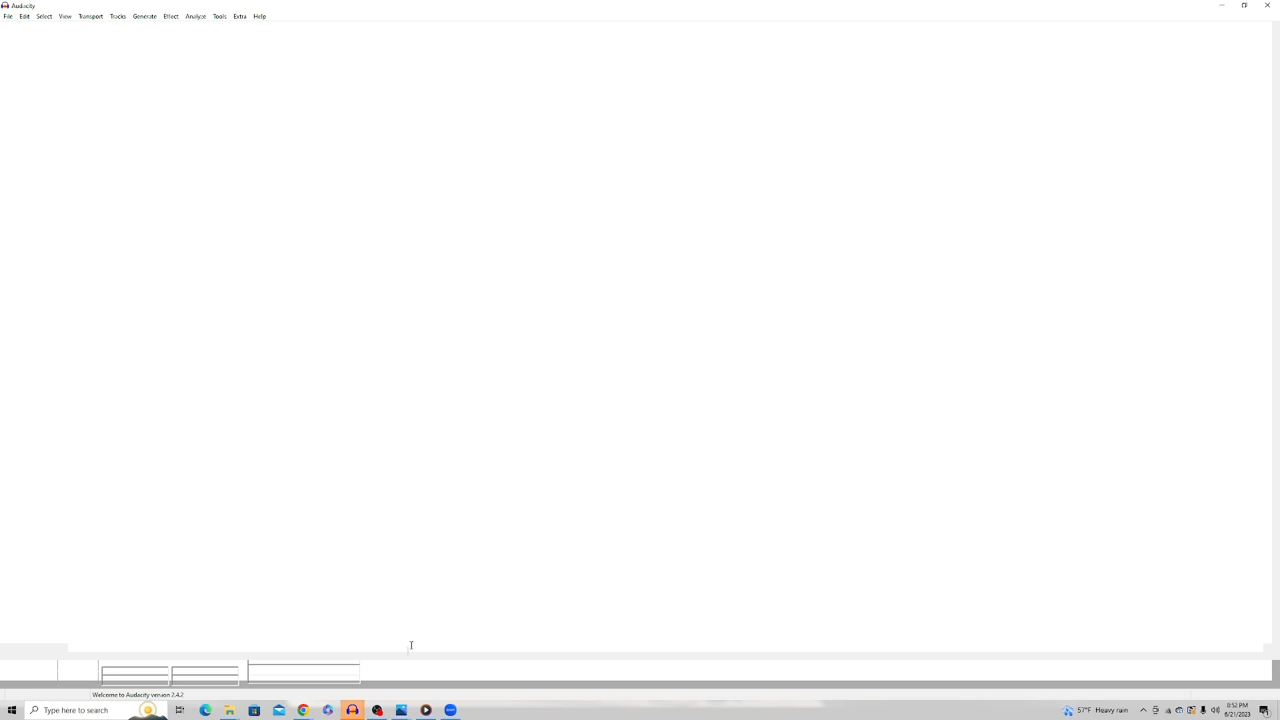 Audacity
File Edit Select View Transport Tracks Generate Effect Analyze Tools Extra Help
Welcome to Audacity version 2.4.2
Type here to search
57°F Heavy rain
8:52 PM
6/21/2023